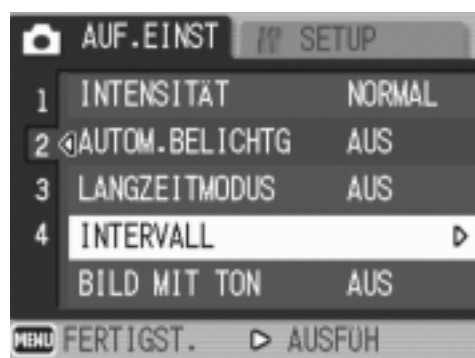 AUF.EINST SETUP
1 INTENSITÄT NORMAL
2 AUTOM.BELICHTG AUS
3 LANGZEITMODUS AUS
4 INTERVALL
BILD MIT TON AUS
MENU FERTIGST. AUSFÜH